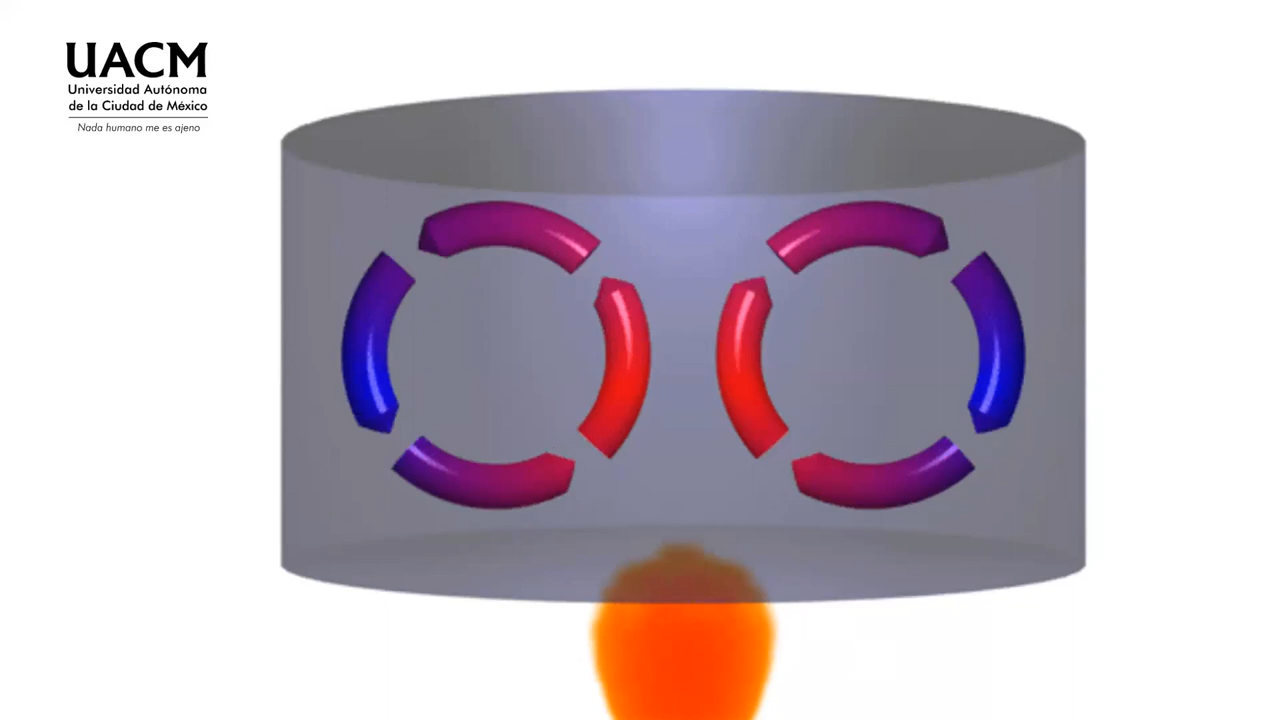 UACM
Universidad Autónoma
de la Ciudad de México
Nada humano me es ajeno